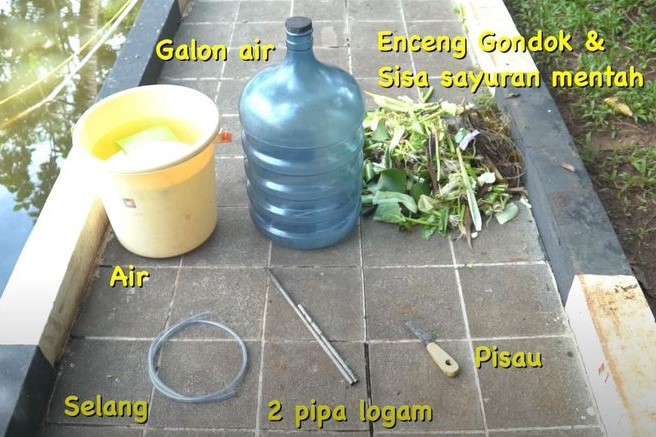 Galon air
Enceng Gondok &
Sisa sayuran mentah
Air
Pisau
Selang
2 pipa logam